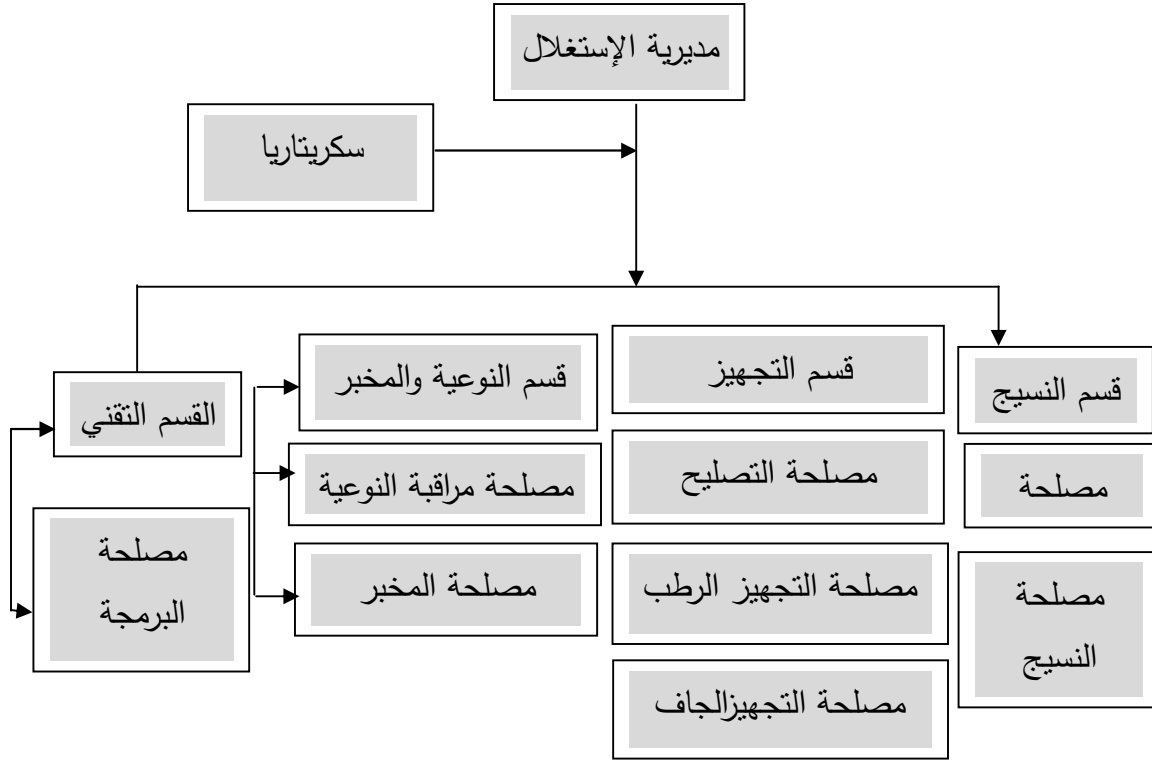 مديرية الإستغلال
سكريتاريا
قسم النسيج
مصلحة
مصلحة
النسيج
قسم التجهيز
مصلحة التصليح
مصلحة التجهيز الرطب
مصلحة التجهيزالجاف
قسم النوعية والمخبر
مصلحة مراقبة النوعية
مصلحة المخبر
القسم التقني
مصلحة
البرمجة